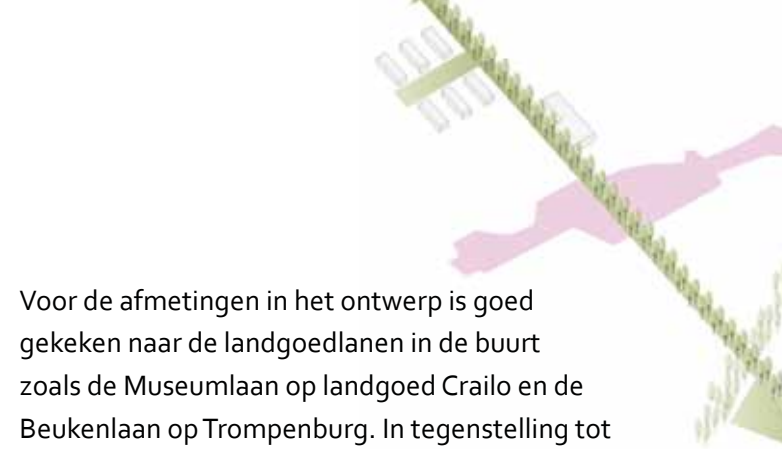 Voor de afmetingen in het ontwerp is goed
gekeken naar de landgoedlanen in de buurt
zoals de Museumlaan op landgoed Crailo en de
Beukenlaan op Trompenburg. In tegenstelling tot